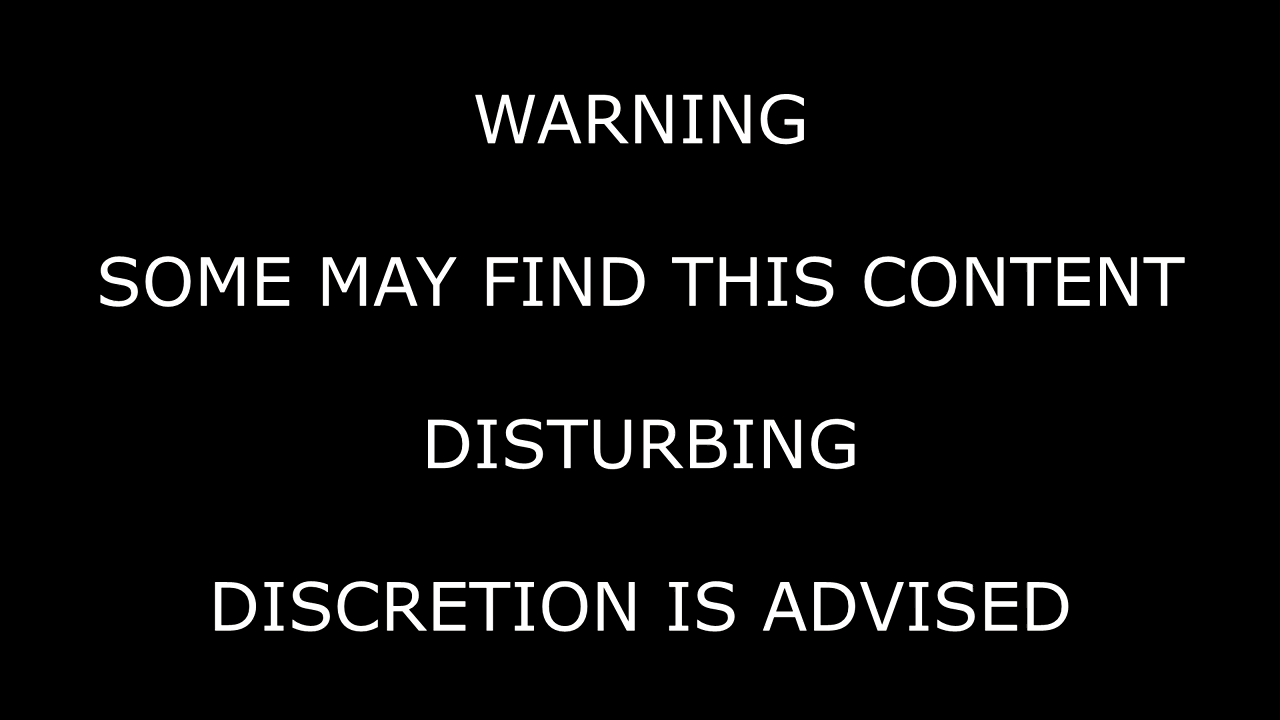 WARNING
SOME MAY FIND THIS CONTENT
DISTURBING
DISCRETION IS ADVISED